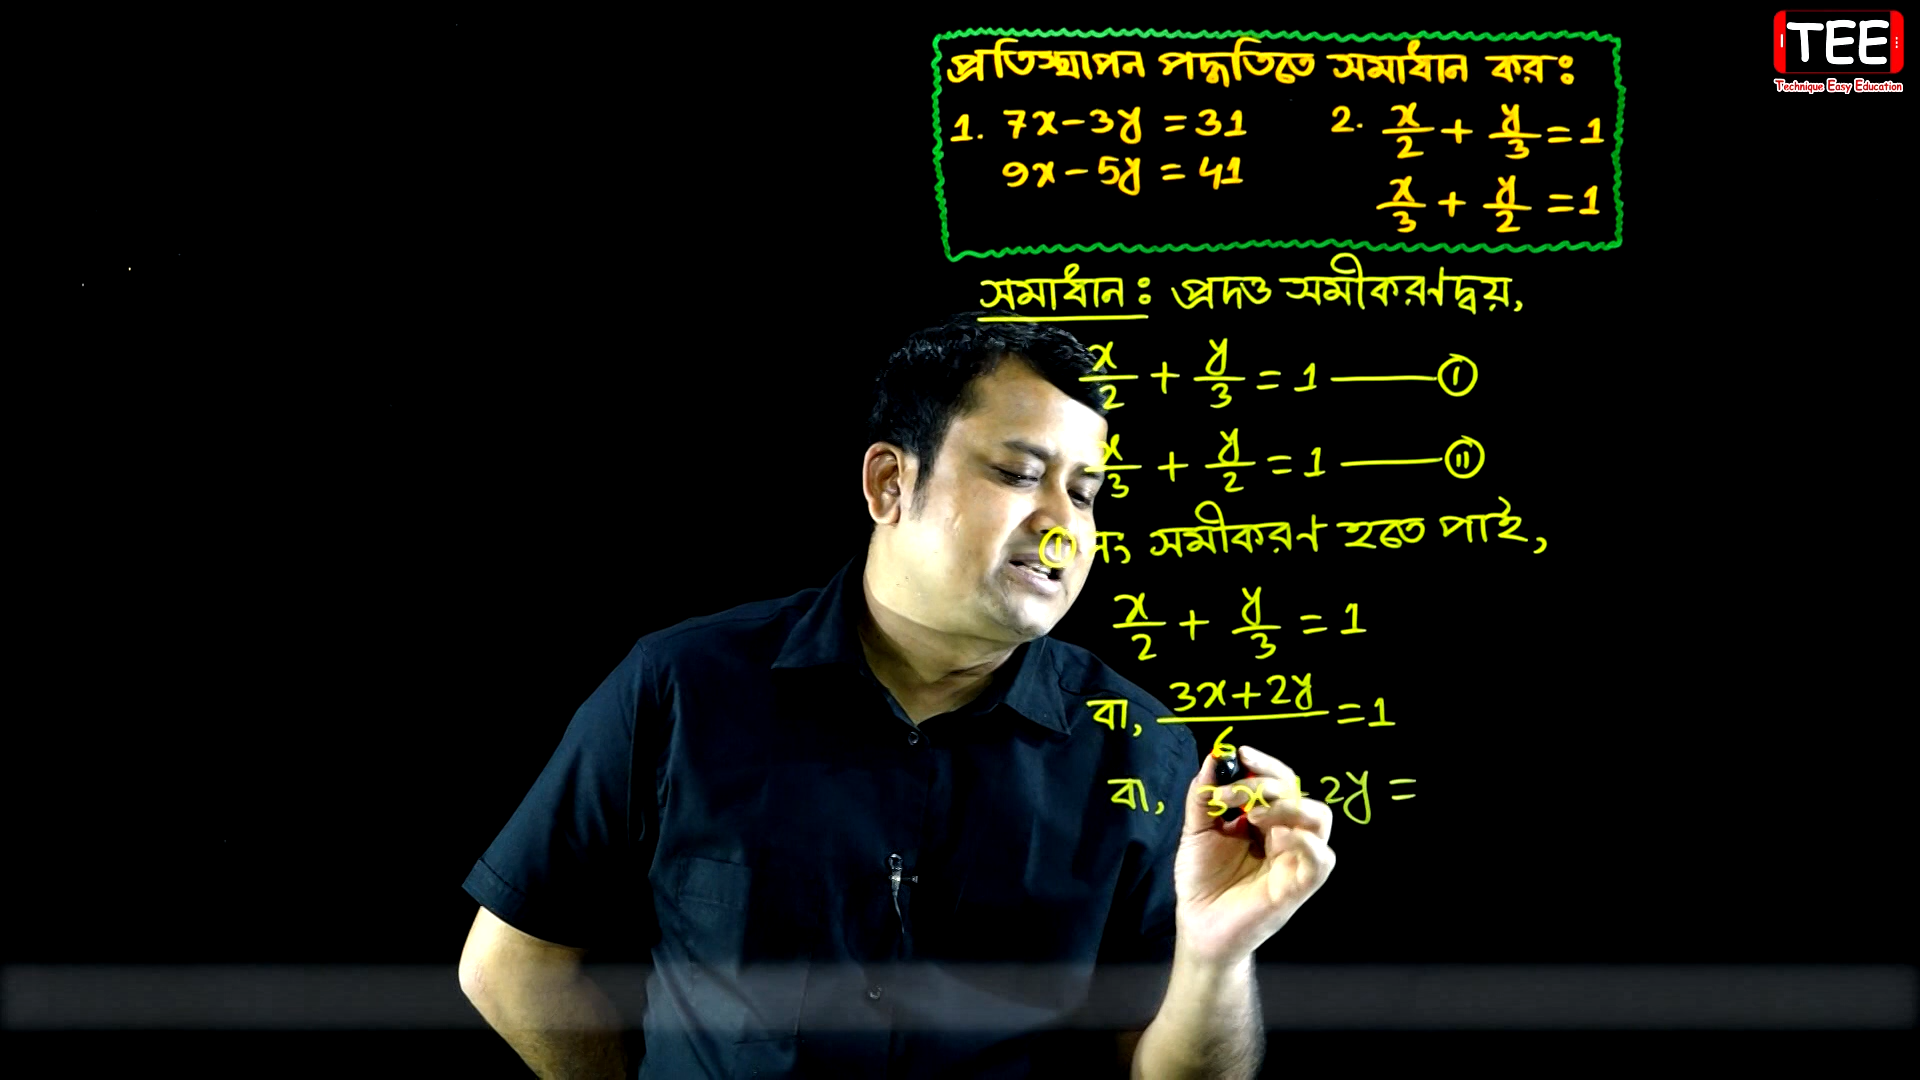 TEE
Technique Easy Education
প্রতিস্থাপন পদ্ধতিতে সমাধান করঃ
1. 7x-3y = 31
9x-5y = 41
2. x/2 + y/3 = 1
x/3 + y/2 = 1
সমাধানঃ প্রদত্ত সমীকরণদ্বয়,
x/2 + y/3 = 1 —— (i)
x/3 + y/2 = 1 —— (ii)
(i) নং সমীকরণ হতে পাই,
x/2 + y/3 = 1
বা, (3x+2y)/6 = 1
বা, 3x + 2y =